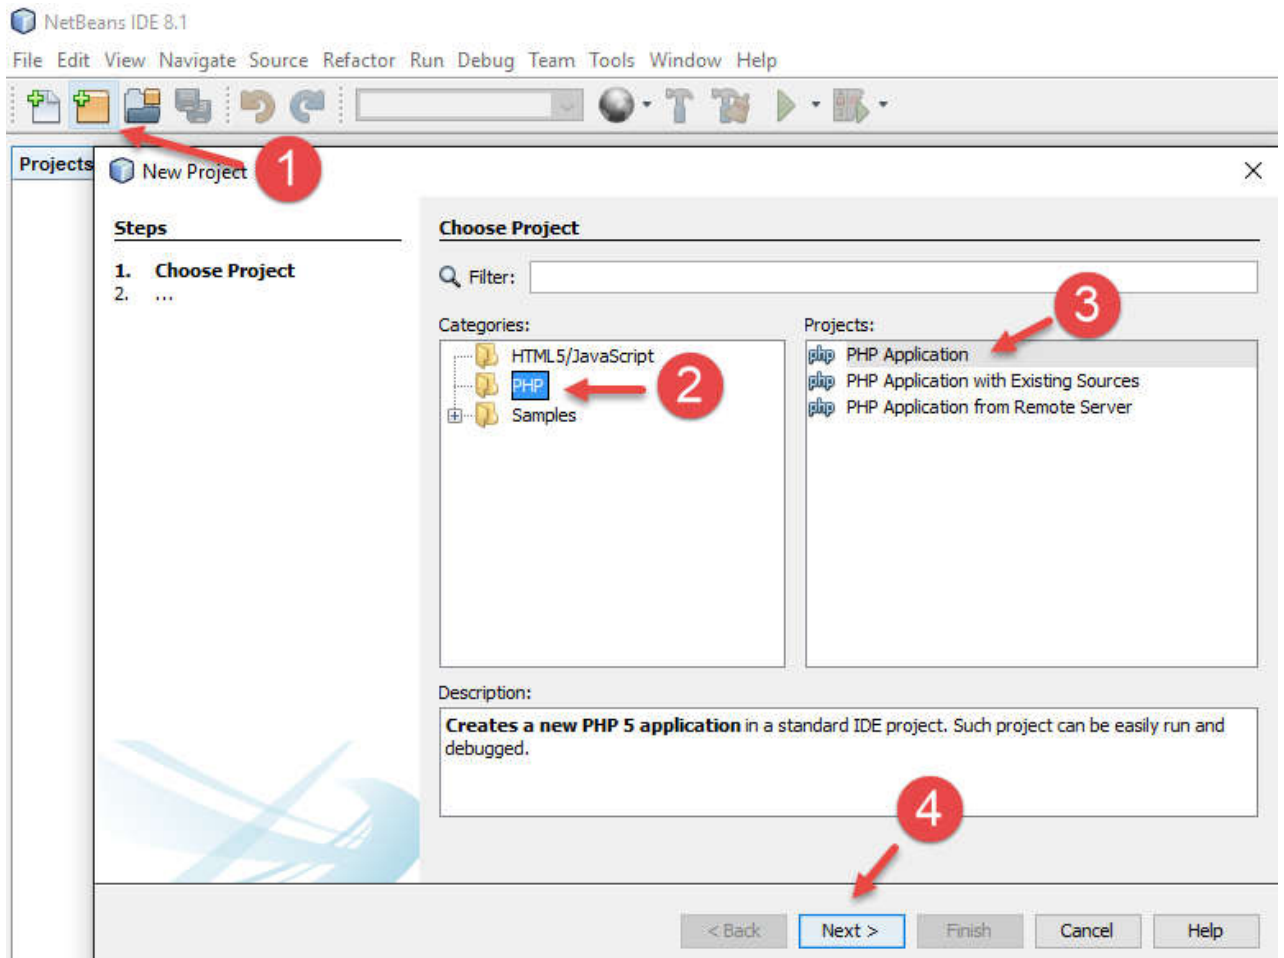 NetBeans IDE 8.1
File Edit View Navigate Source Refactor Run Debug Team Tools Window Help
Projects
New Project
1
Steps
1. Choose Project
2. ...
Choose Project
Filter:
3
Categories:
Projects:
HTML5/JavaScript
PHP
Samples
2
php PHP Application
php PHP Application with Existing Sources
php PHP Application from Remote Server
Description:
Creates a new PHP 5 application in a standard IDE project. Such project can be easily run and
debugged.
4
< Back
Next >
Finish
Cancel
Help